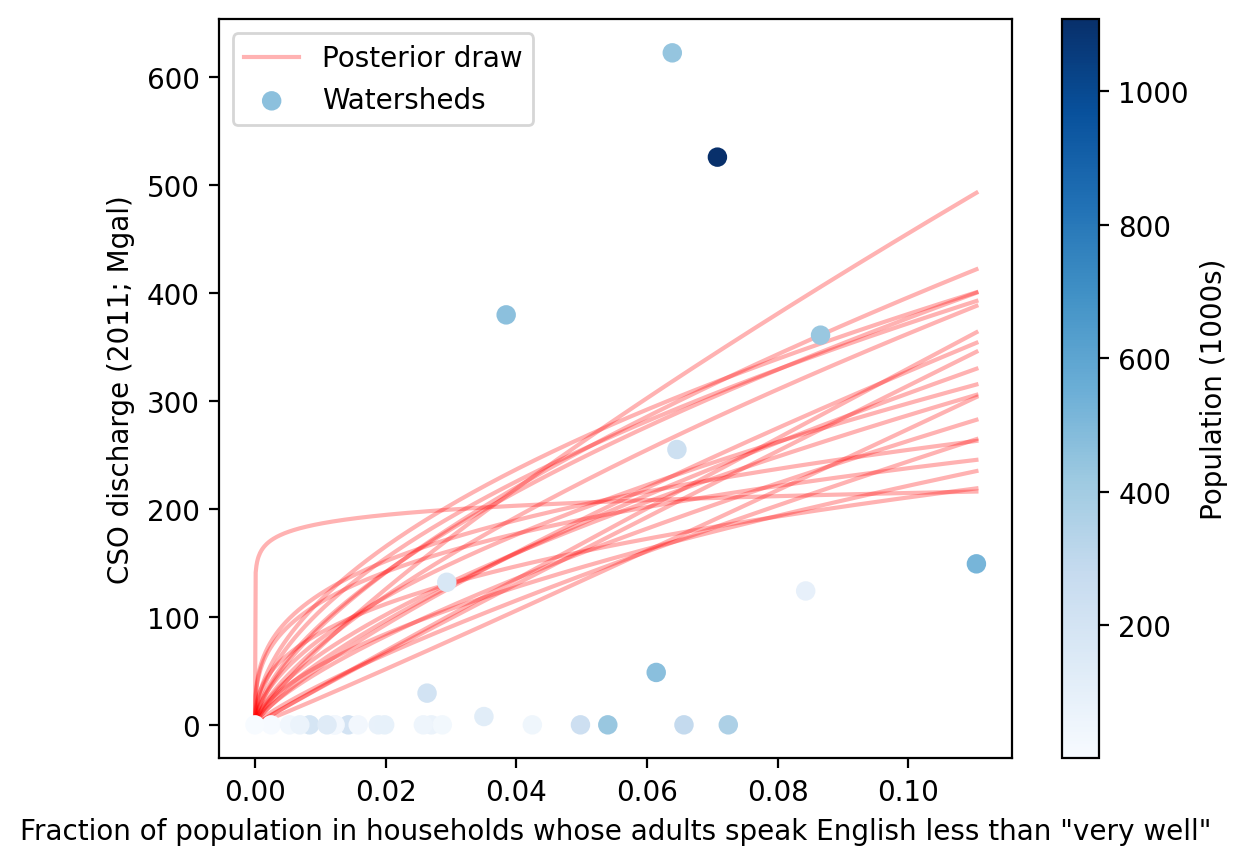 Posterior draw
Watersheds
CSO discharge (2011; Mgal)
600
500
400
300
200
100
0
0.00 0.02 0.04 0.06 0.08 0.10
Fraction of population in households whose adults speak English less than "very well"
1000
800
600
400
200
Population (1000s)